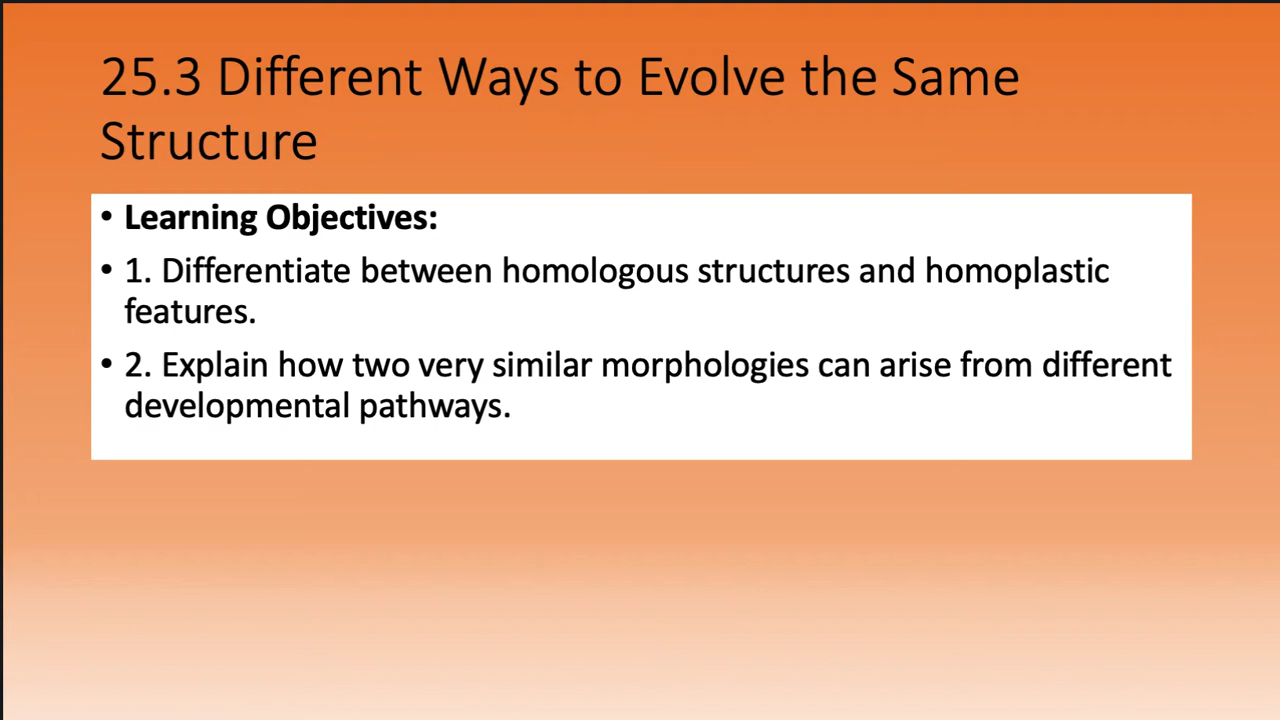 25.3 Different Ways to Evolve the Same
Structure
• Learning Objectives:
• 1. Differentiate between homologous structures and homoplastic
features.
• 2. Explain how two very similar morphologies can arise from different
developmental pathways.